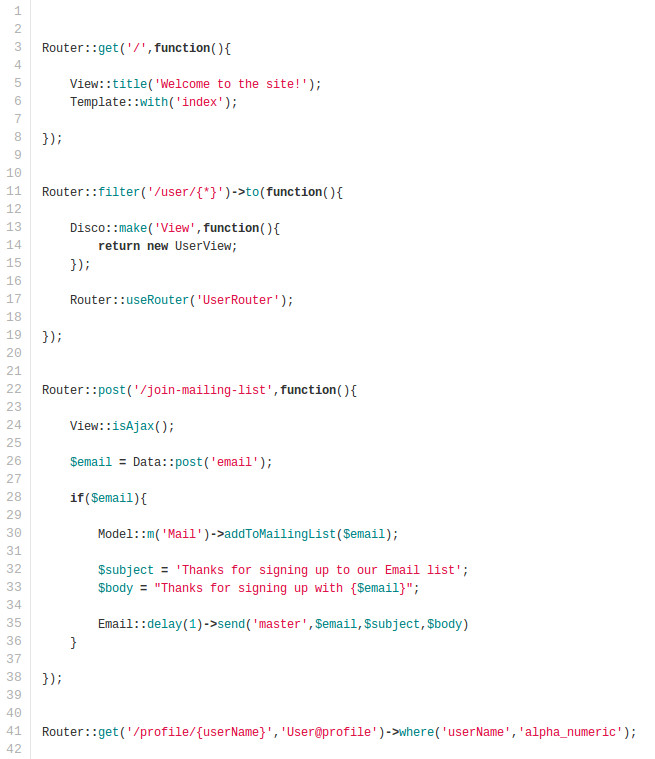 1
2
3 Router::get('/',function(){
4
5     View::title('Welcome to the site!');
6     Template::with('index');
7
8 });
9
10
11 Router::filter('/user/{*}')->to(function(){
12
13     Disco::make('View',function(){
14         return new UserView;
15     });
16
17     Router::useRouter('UserRouter');
18
19 });
20
21
22 Router::post('/join-mailing-list',function(){
23
24     View::isAjax();
25
26     $email = Data::post('email');
27
28     if($email){
29
30         Model::m('Mail')->addToMailingList($email);
31
32         $subject = 'Thanks for signing up to our Email list';
33         $body = "Thanks for signing up with {$email}";
34
35         Email::delay(1)->send('master',$email,$subject,$body)
36     }
37
38 });
39
40
41 Router::get('/profile/{userName}','User@profile')->where('userName','alpha_numeric');
42